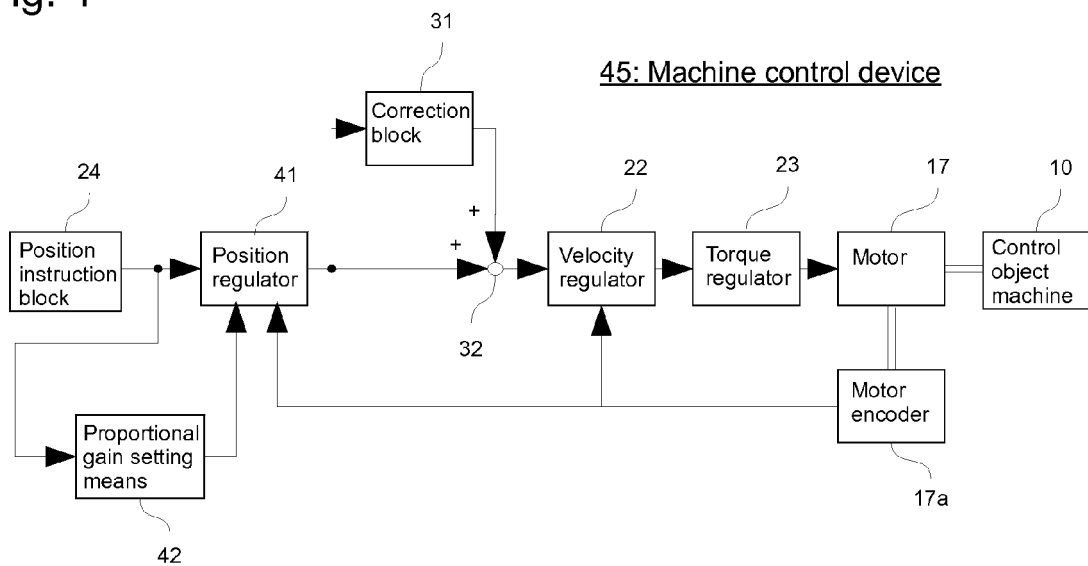 ig. 4
31
45: Machine control device
Correction
block
24
41
22
23
17
10
+
+
Position
instruction
block
Position
regulator
Velocity
regulator
Torque
regulator
Motor
Control
object
machine
32
Proportional
gain setting
means
Motor
encoder
17a
42